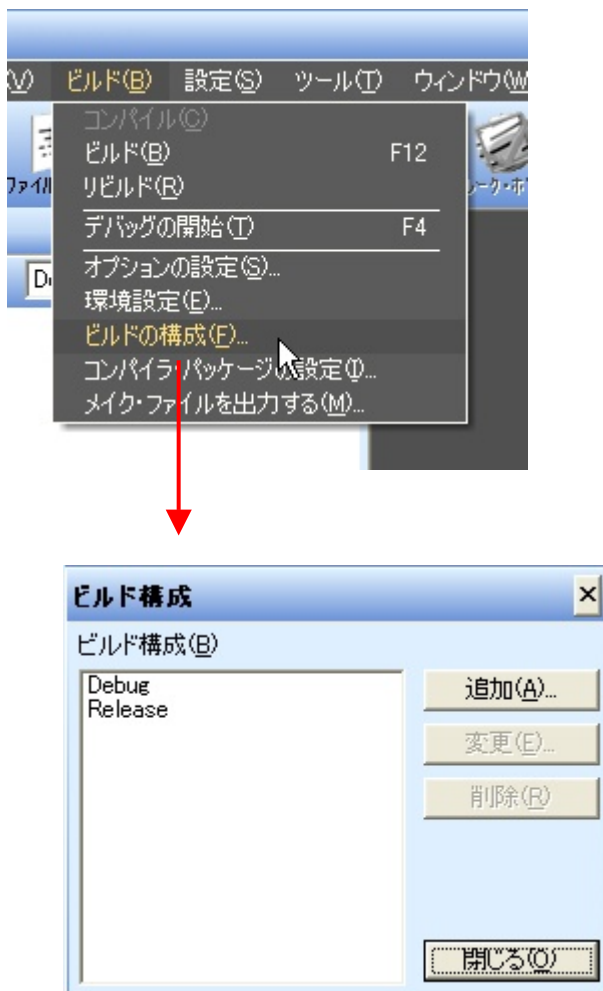 (V) ビルド(B) 設定(S) ツール(T) ウィンドウ(W
コンパイル(C)
ビルド(B) F12
リビルド(R)
デバッグの開始(T) F4
オプションの設定(S)...
環境設定(E)...
ビルドの構成(F)...
コンパイラ・パッケージの設定(I)...
メイク・ファイルを出力する(M)...
ファイル
De
ビルド構成
ビルド構成(B)
Debug
Release
追加(A)...
変更(E)...
削除(R)
閉じる(O)